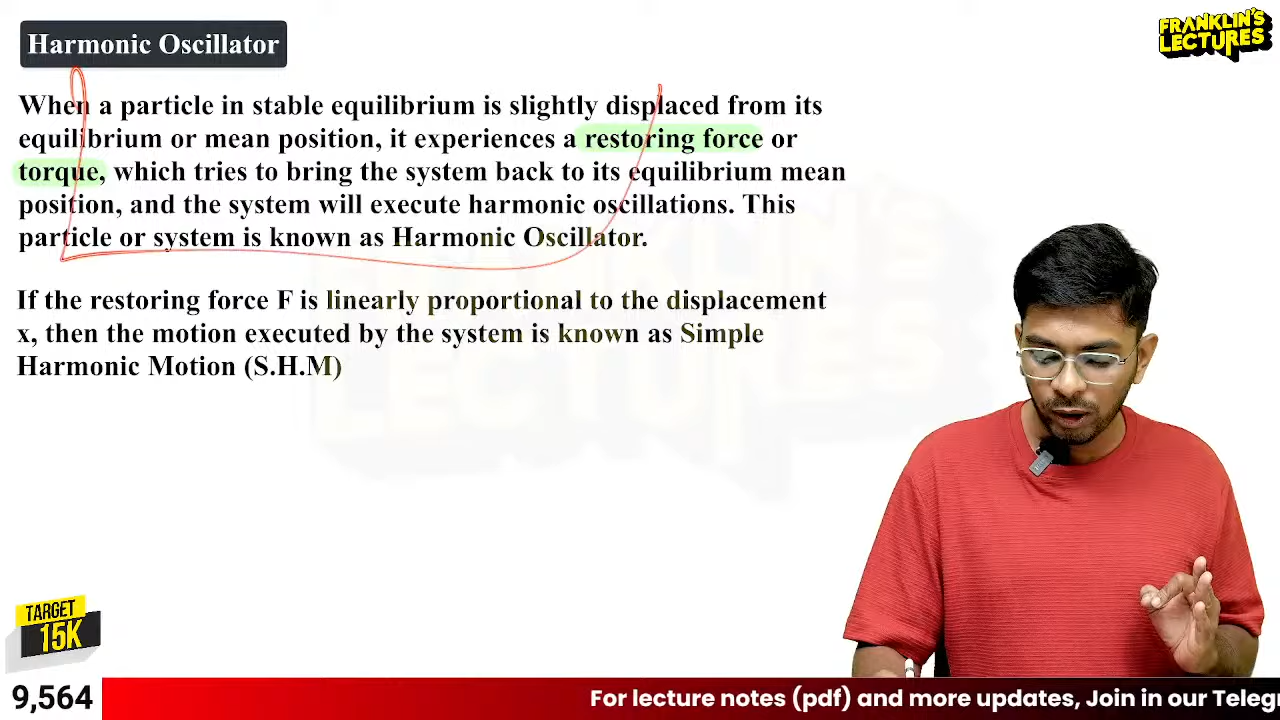 Harmonic Oscillator
FRANKLIN'S
LECTURES
When a particle in stable equilibrium is slightly displaced from its
equilibrium or mean position, it experiences a restoring force or
torque, which tries to bring the system back to its equilibrium mean
position, and the system will execute harmonic oscillations. This
particle or system is known as Harmonic Oscillator.
If the restoring force F is linearly proportional to the displacement
x, then the motion executed by the system is known as Simple
Harmonic Motion (S.H.M)
FRANKLIN'S
LECTURES
TARGET
15K
9,564
For lecture notes (pdf) and more updates, Join in our Teleg